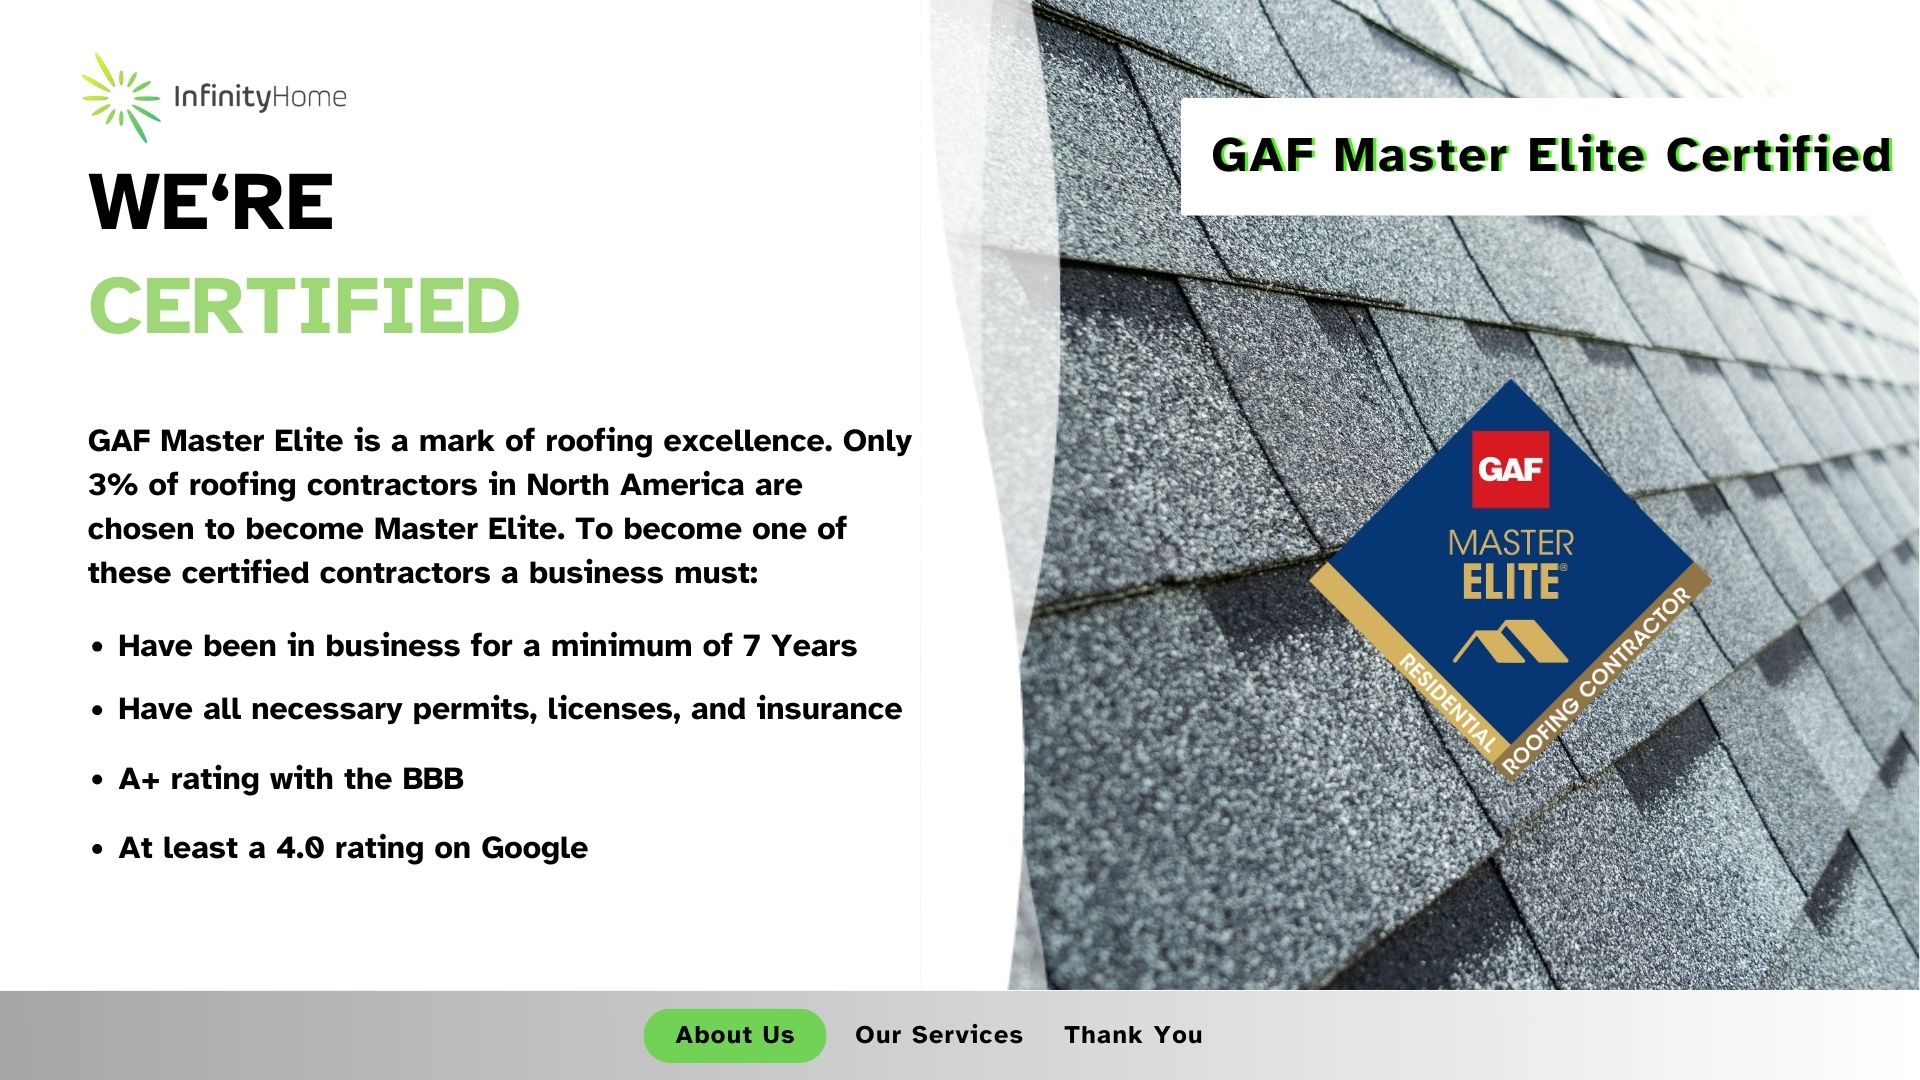 InfinityHome
WE‘RE
CERTIFIED
GAF Master Elite is a mark of roofing excellence. Only
3% of roofing contractors in North America are
chosen to become Master Elite. To become one of
these certified contractors a business must:
• Have been in business for a minimum of 7 Years
• Have all necessary permits, licenses, and insurance
• A+ rating with the BBB
• At least a 4.0 rating on Google
GAF Master Elite Certified
GAF
MASTER
ELITE®
RESIDENTIAL
ROOFING CONTRACTOR
About Us Our Services Thank You